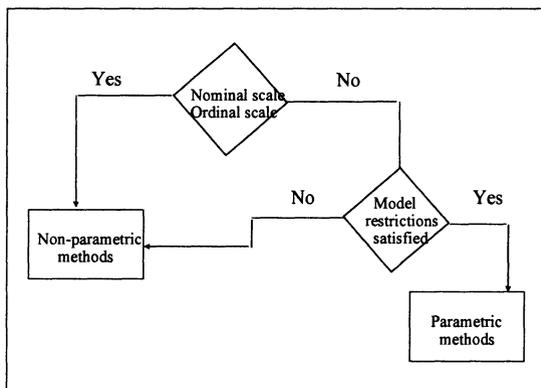 Yes
No
Nominal scale
Ordinal scale
No
Yes
Model
restrictions
satisfied
Non-parametric
methods
Parametric
methods